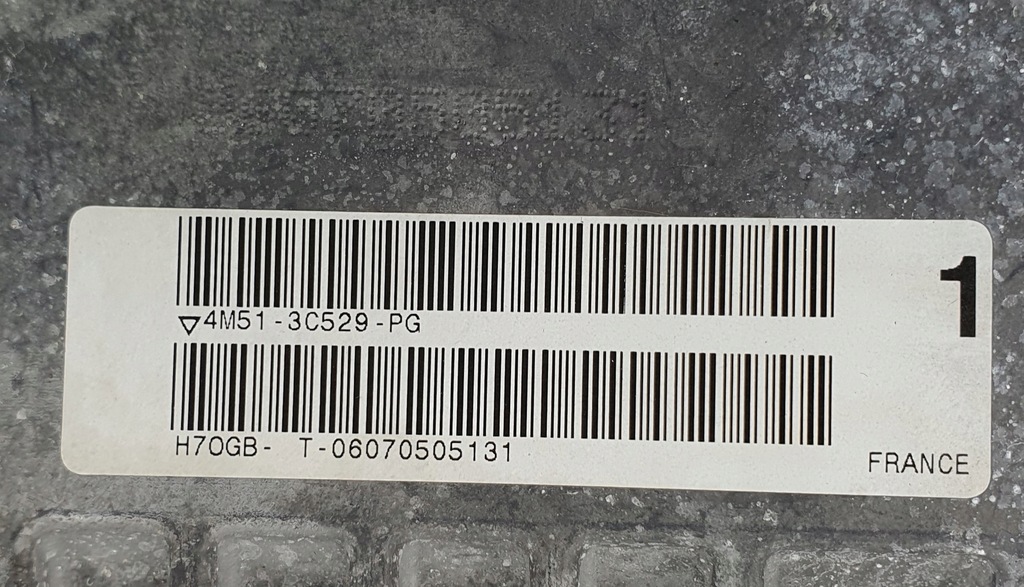 1
▽4M51-3C529-PG
H7OGB- T-06070505131
FRANCE